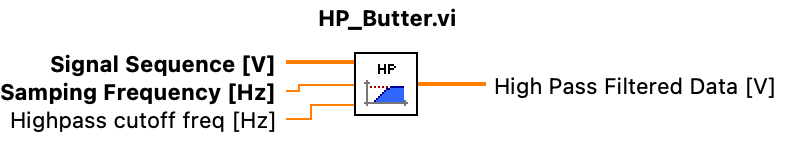 HP_Butter.vi
Signal Sequence [V]
HP
Samping Frequency [Hz]
High Pass Filtered Data [V]
Highpass cutoff freq [Hz]